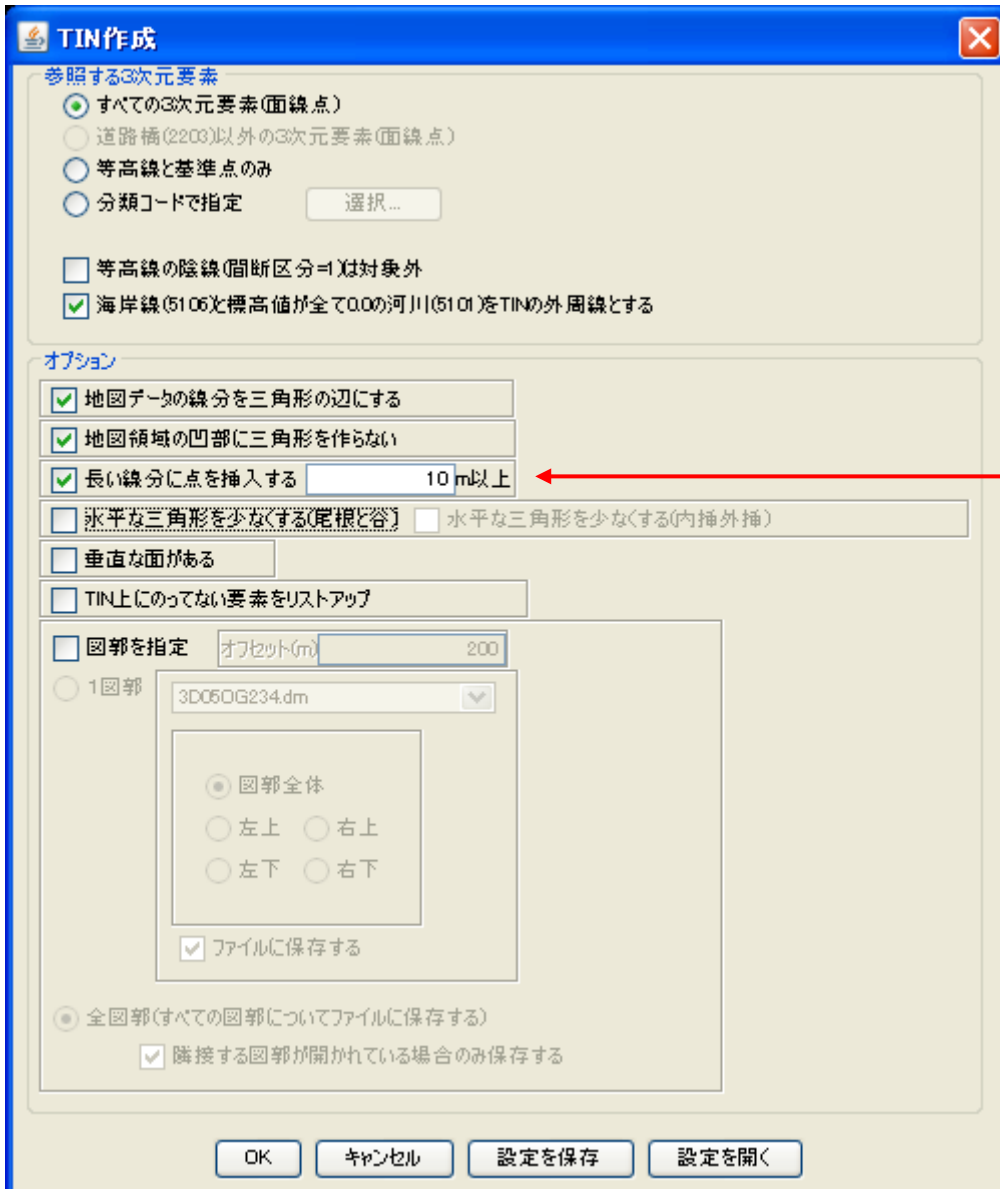 TIN作成
参照する3次元要素
すべての3次元要素(面線点)
道路橋(2203)以外の3次元要素(面線点)
等高線と基準点のみ
分類コードで指定 選択...
等高線の陰線(間断区分=1)は対象外
海岸線(5106)と標高値が全て0.0の河川(5101)をTINの外周線とする
オプション
地図データの線分を三角形の辺にする
地図領域の凹部に三角形を作らない
長い線分に点を挿入する 10 m以上
水平な三角形を少なくする(尾根と谷) 水平な三角形を少なくする(内挿外挿)
垂直な面がある
TIN上にのってない要素をリストアップ
図郭を指定 オフセット(m) 200
1図郭 3D05OG234.dm
図郭全体
左上 右上
左下 右下
ファイルに保存する
全図郭(すべての図郭についてファイルに保存する)
隣接する図郭が開かれている場合のみ保存する
OK キャンセル 設定を保存 設定を開く